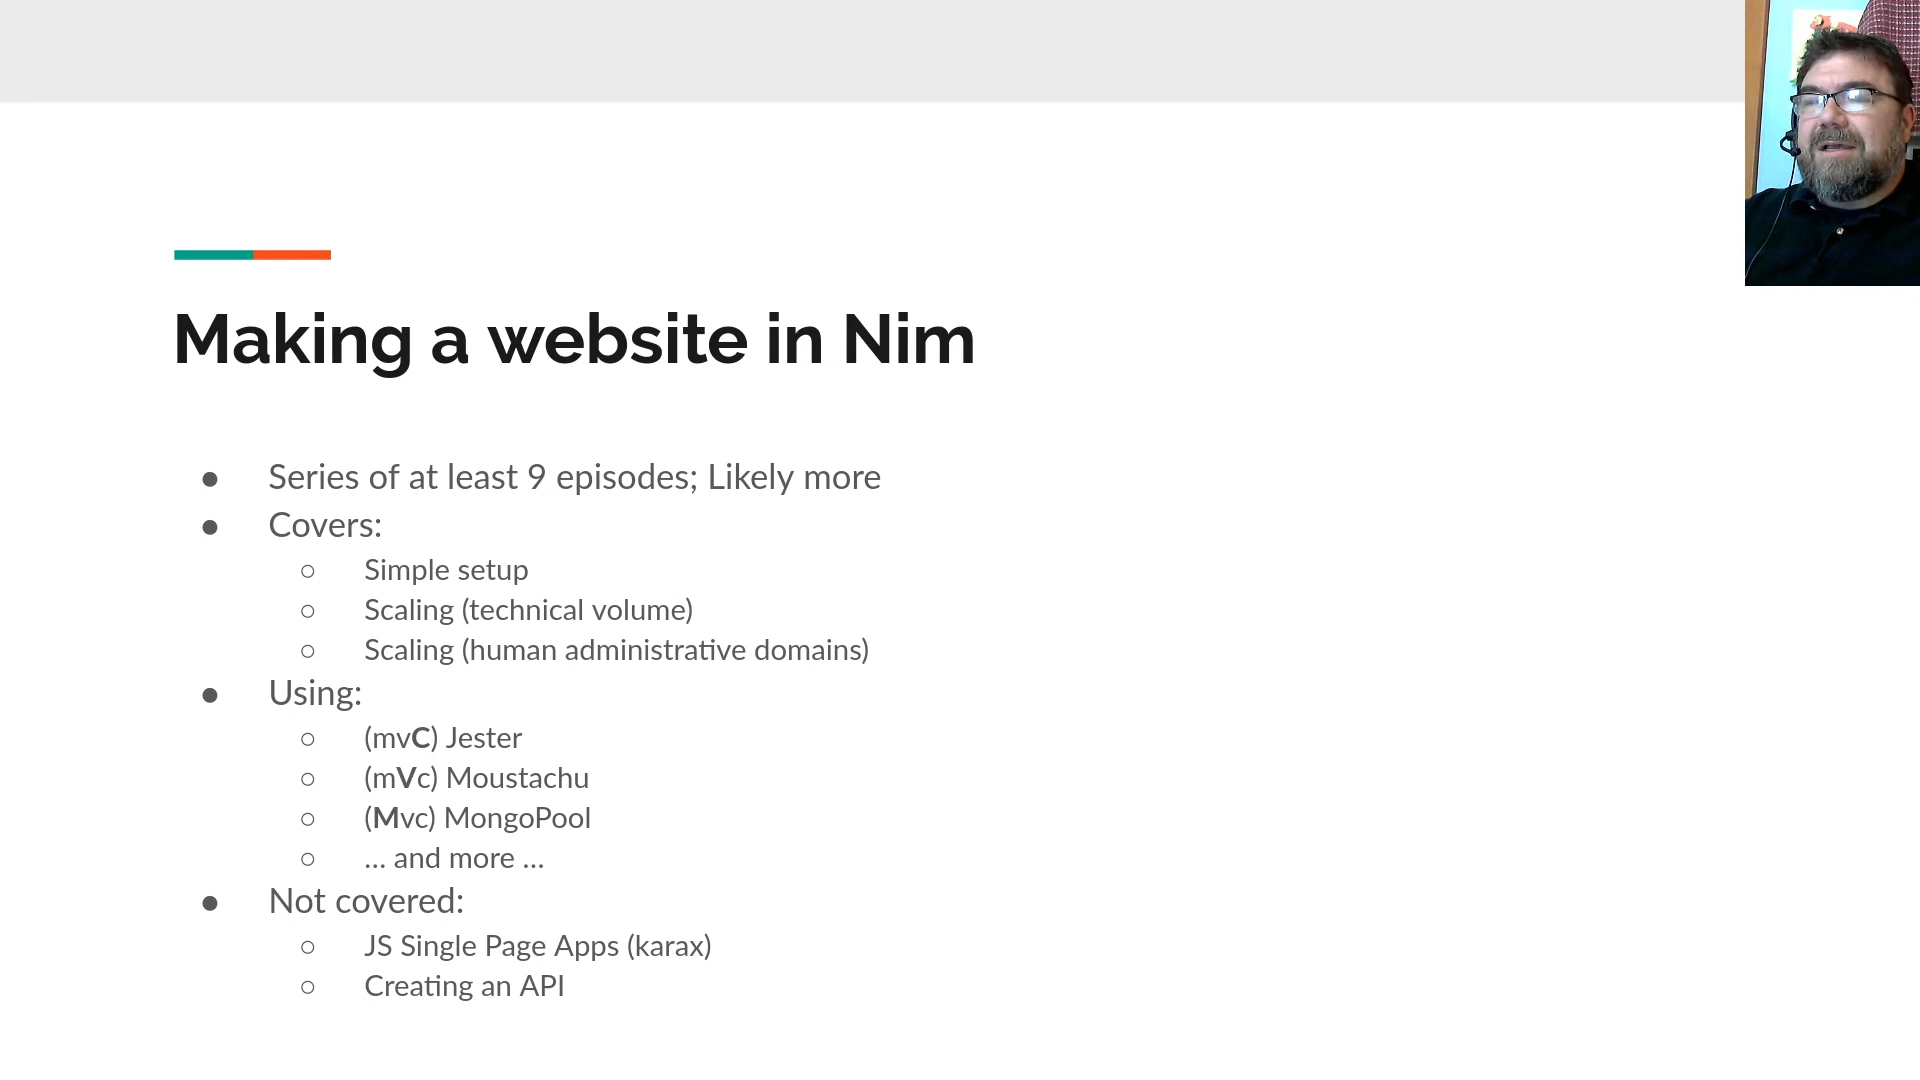 Making a website in Nim
● Series of at least 9 episodes; Likely more
● Covers:
○ Simple setup
○ Scaling (technical volume)
○ Scaling (human administrative domains)
● Using:
○ (mvC) Jester
○ (mVc) Moustachu
○ (Mvc) MongoPool
○ … and more …
● Not covered:
○ JS Single Page Apps (karax)
○ Creating an API